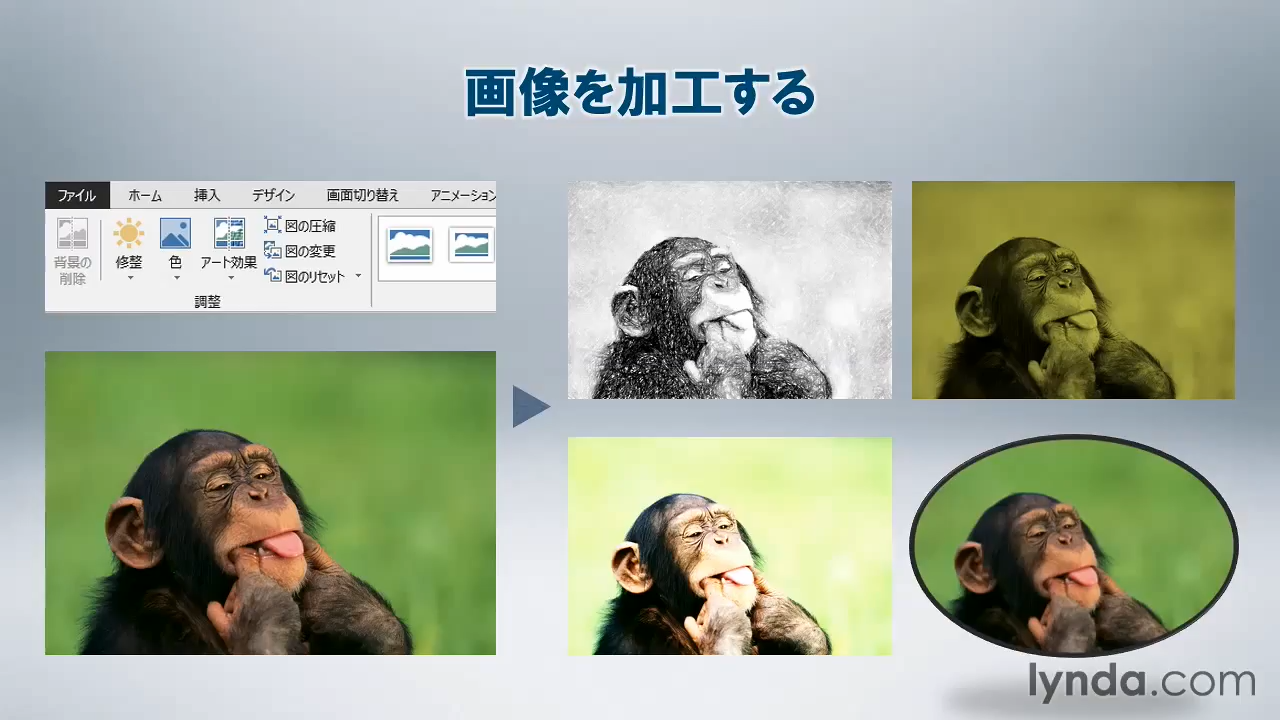 画像を加工する
ファイル ホーム 挿入 デザイン 画面切り替え アニメーション
背景の
削除
修整
色
アート効果
図の圧縮
図の変更
図のリセット
調整
lynda.com